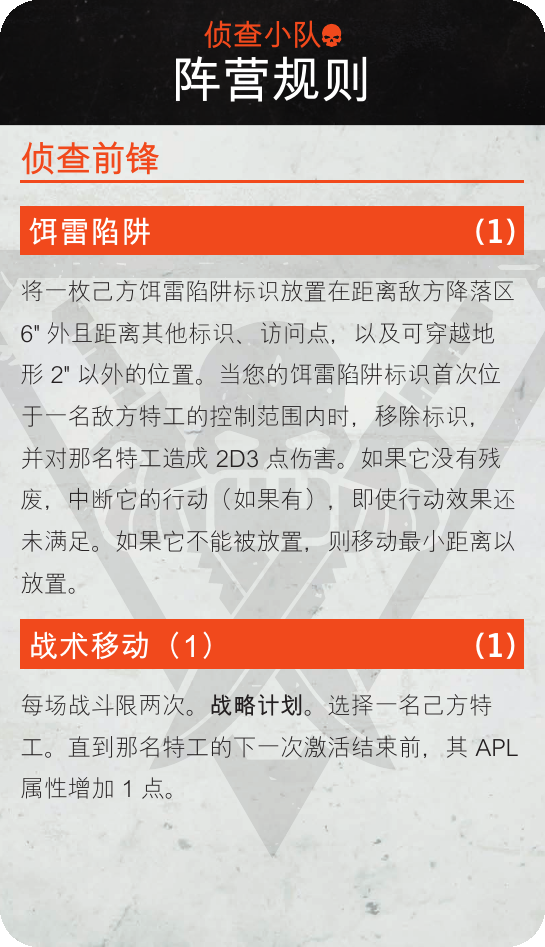 侦查小队
阵营规则
侦查前锋
饵雷陷阱 (1)
将一枚己方饵雷陷阱标识放置在距离敌方降落区
6" 外且距离其他标识、访问点，以及可穿越地
形 2" 以外的位置。当您的饵雷陷阱标识首次位
于一名敌方特工的控制范围内时，移除标识，
并对那名特工造成 2D3 点伤害。如果它没有残
废，中断它的行动（如果有），即使行动效果还
未满足。如果它不能被放置，则移动最小距离以
放置。
战术移动（1） (1)
每场战斗限两次。战略计划。选择一名己方特
工。直到那名特工的下一次激活结束前，其 APL
属性增加 1 点。